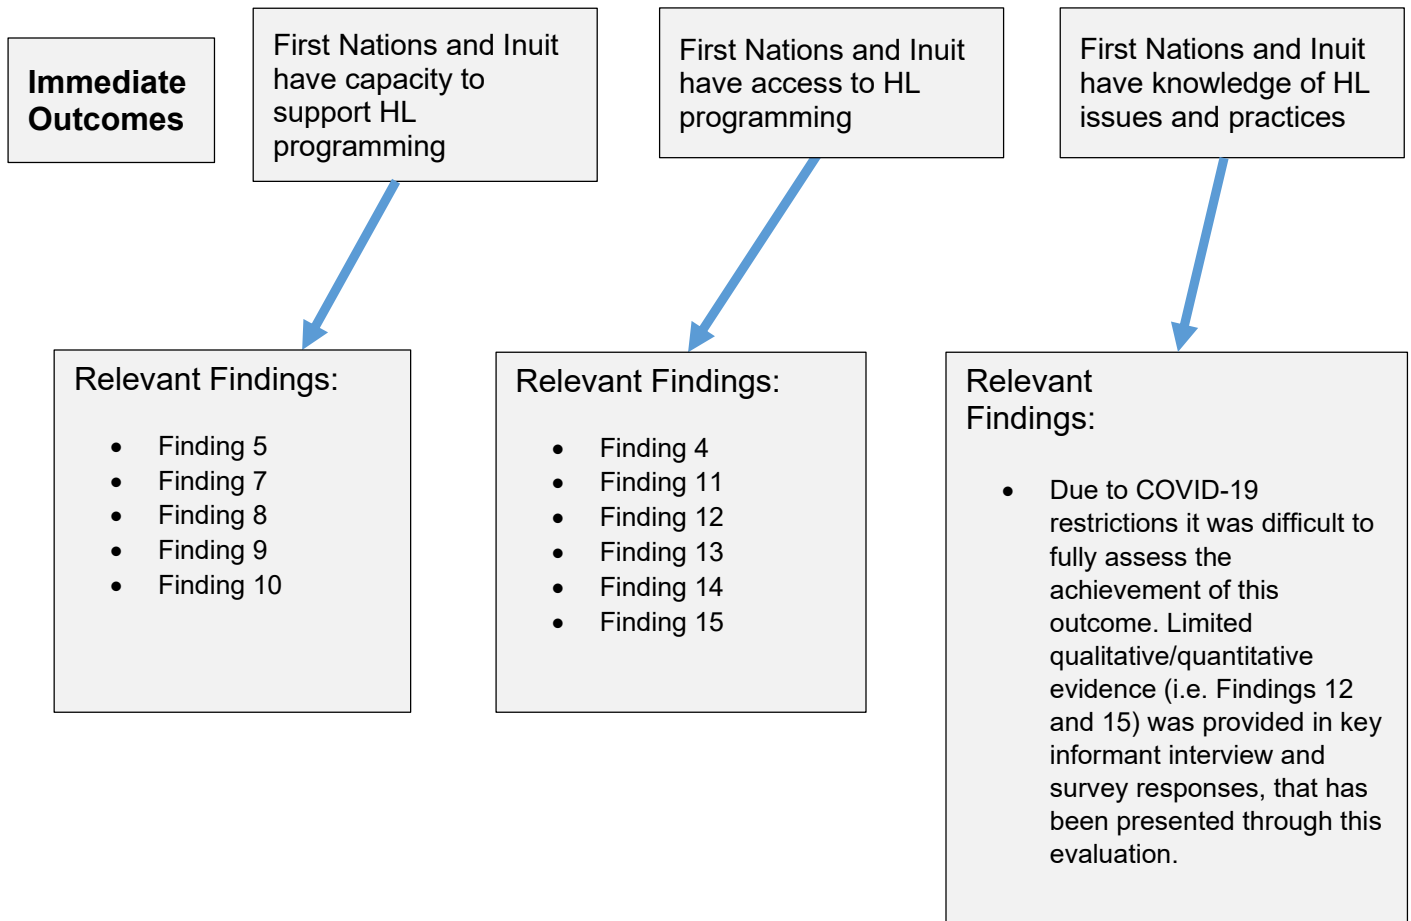 Immediate
Outcomes
First Nations and Inuit
have capacity to
support HL
programming
First Nations and Inuit
have access to HL
programming
First Nations and Inuit
have knowledge of HL
issues and practices
Relevant Findings:
• Finding 5
• Finding 7
• Finding 8
• Finding 9
• Finding 10
Relevant Findings:
• Finding 4
• Finding 11
• Finding 12
• Finding 13
• Finding 14
• Finding 15
Relevant
Findings:
• Due to COVID-19
restrictions it was difficult to
fully assess the
achievement of this
outcome. Limited
qualitative/quantitative
evidence (i.e. Findings 12
and 15) was provided in key
informant interview and
survey responses, that has
been presented through this
evaluation.